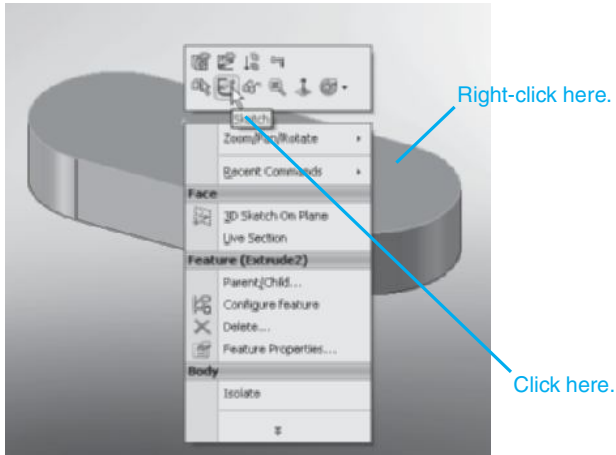 Right-click here.
Sketch
Zoom/Pan/Rotate
Recent Commands
Face
3D Sketch On Plane
Live Section
Feature (Extrude2)
Parent/Child...
Configure feature
Delete...
Feature Properties...
Body
Isolate
Click here.